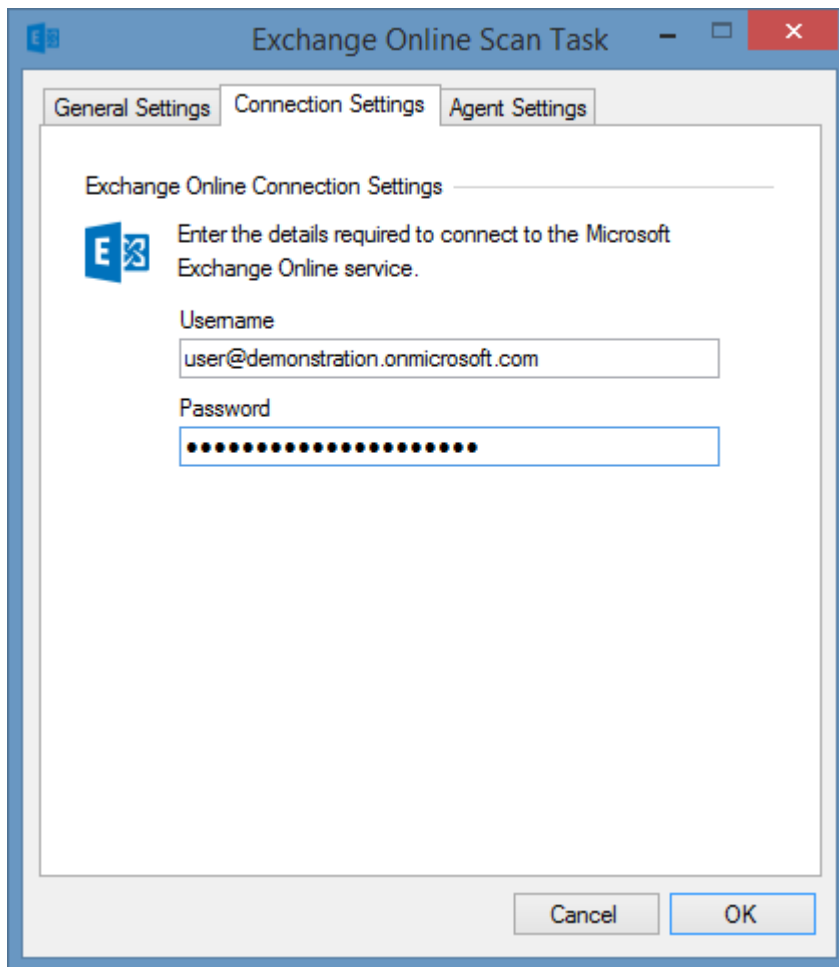 Exchange Online Scan Task
General Settings
Connection Settings
Agent Settings
Exchange Online Connection Settings
Enter the details required to connect to the Microsoft
Exchange Online service.
Username
user@demonstration.onmicrosoft.com
Password
●●●●●●●●●●●●●●●●●●●●●
Cancel
OK